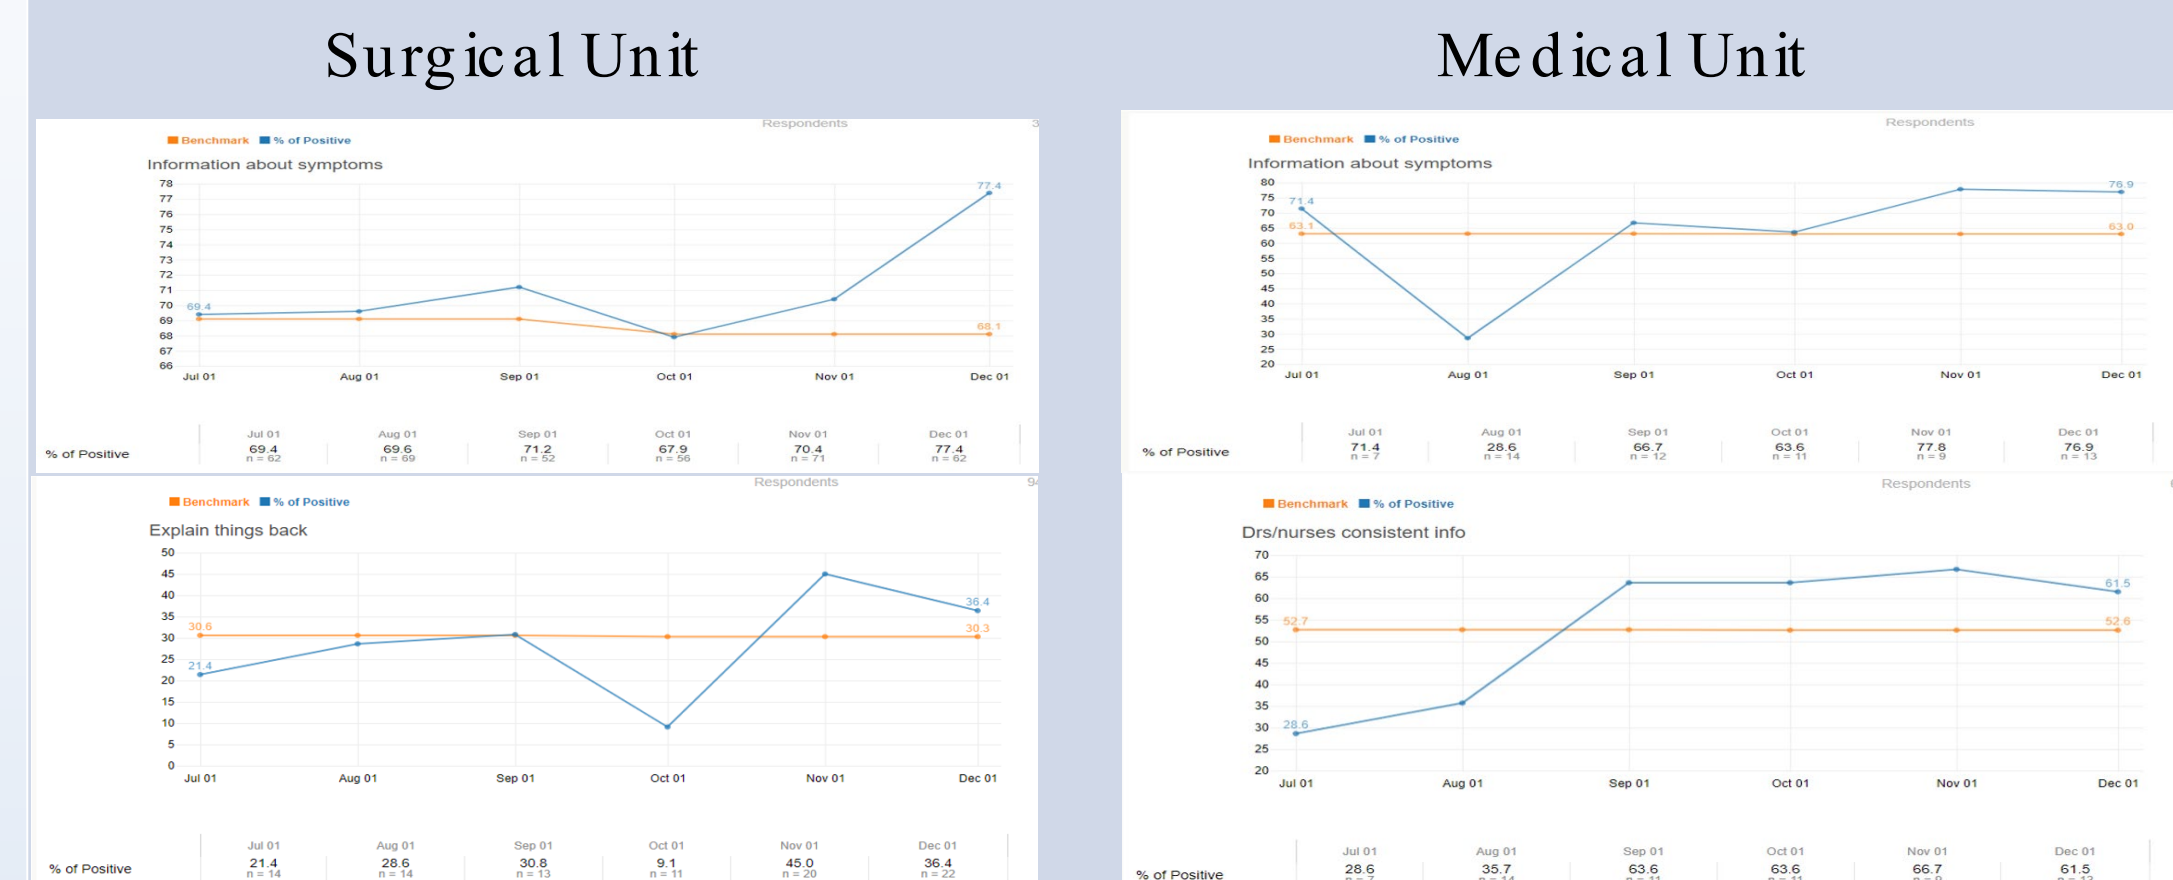 Surgical Unit
Respondents
Benchmark % of Positive
Information about symptoms
78
77
76
75
74
73
72
71
70
69
68
67
66
69.4
77.4
68.1
Jul 01 Aug 01 Sep 01 Oct 01 Nov 01 Dec 01
Jul 01 Aug 01 Sep 01 Oct 01 Nov 01 Dec 01
% of Positive 69.4 69.6 71.2 67.9 70.4 77.4
n = 62 n = 69 n = 52 n = 56 n = 71 n = 62
Respondents
Benchmark % of Positive
Explain things back
50
45
40
35
30
25
20
15
10
5
0
30.6
21.4
36.4
30.3
Jul 01 Aug 01 Sep 01 Oct 01 Nov 01 Dec 01
Jul 01 Aug 01 Sep 01 Oct 01 Nov 01 Dec 01
% of Positive 21.4 28.6 30.8 9.1 45.0 36.4
n = 14 n = 14 n = 13 n = 11 n = 20 n = 22
Medical Unit
Respondents
Benchmark % of Positive
Information about symptoms
80
75
70
65
60
55
50
45
40
35
30
25
20
71.4
63.1
76.9
63.0
Jul 01 Aug 01 Sep 01 Oct 01 Nov 01 Dec 01
Jul 01 Aug 01 Sep 01 Oct 01 Nov 01 Dec 01
% of Positive 71.4 28.6 66.7 63.6 77.8 76.9
n = 7 n = 14 n = 12 n = 11 n = 9 n = 13
Respondents
Benchmark % of Positive
Drs/nurses consistent info
70
65
60
55
50
45
40
35
30
25
20
52.7
28.6
61.5
52.6
Jul 01 Aug 01 Sep 01 Oct 01 Nov 01 Dec 01
Jul 01 Aug 01 Sep 01 Oct 01 Nov 01 Dec 01
% of Positive 28.6 35.7 63.6 63.6 66.7 61.5